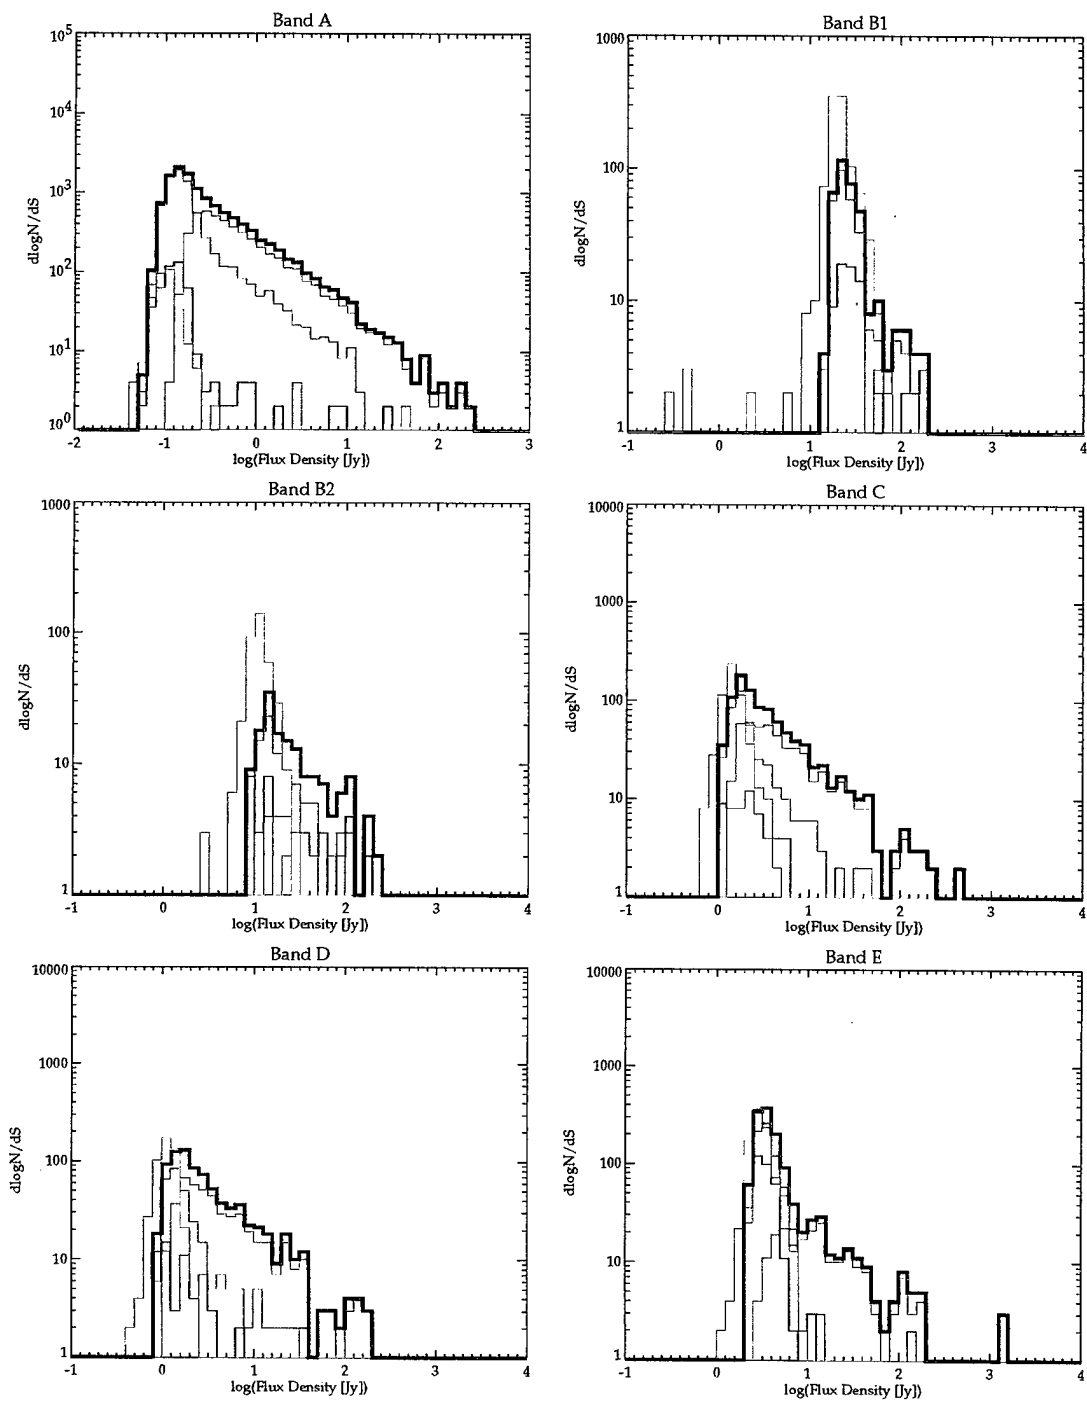 Band A
10^5
10^4
10^3
10^2
10^1
10^0
dlogN/dS
-2 -1 0 1 2 3
log(Flux Density [Jy])
Band B1
1000
100
10
1
dlogN/dS
-1 0 1 2 3 4
log(Flux Density [Jy])
Band B2
1000
100
10
1
dlogN/dS
-1 0 1 2 3 4
log(Flux Density [Jy])
Band C
10000
1000
100
10
1
dlogN/dS
-1 0 1 2 3 4
log(Flux Density [Jy])
Band D
10000
1000
100
10
1
dlogN/dS
-1 0 1 2 3 4
log(Flux Density [Jy])
Band E
10000
1000
100
10
1
dlogN/dS
-1 0 1 2 3 4
log(Flux Density [Jy])